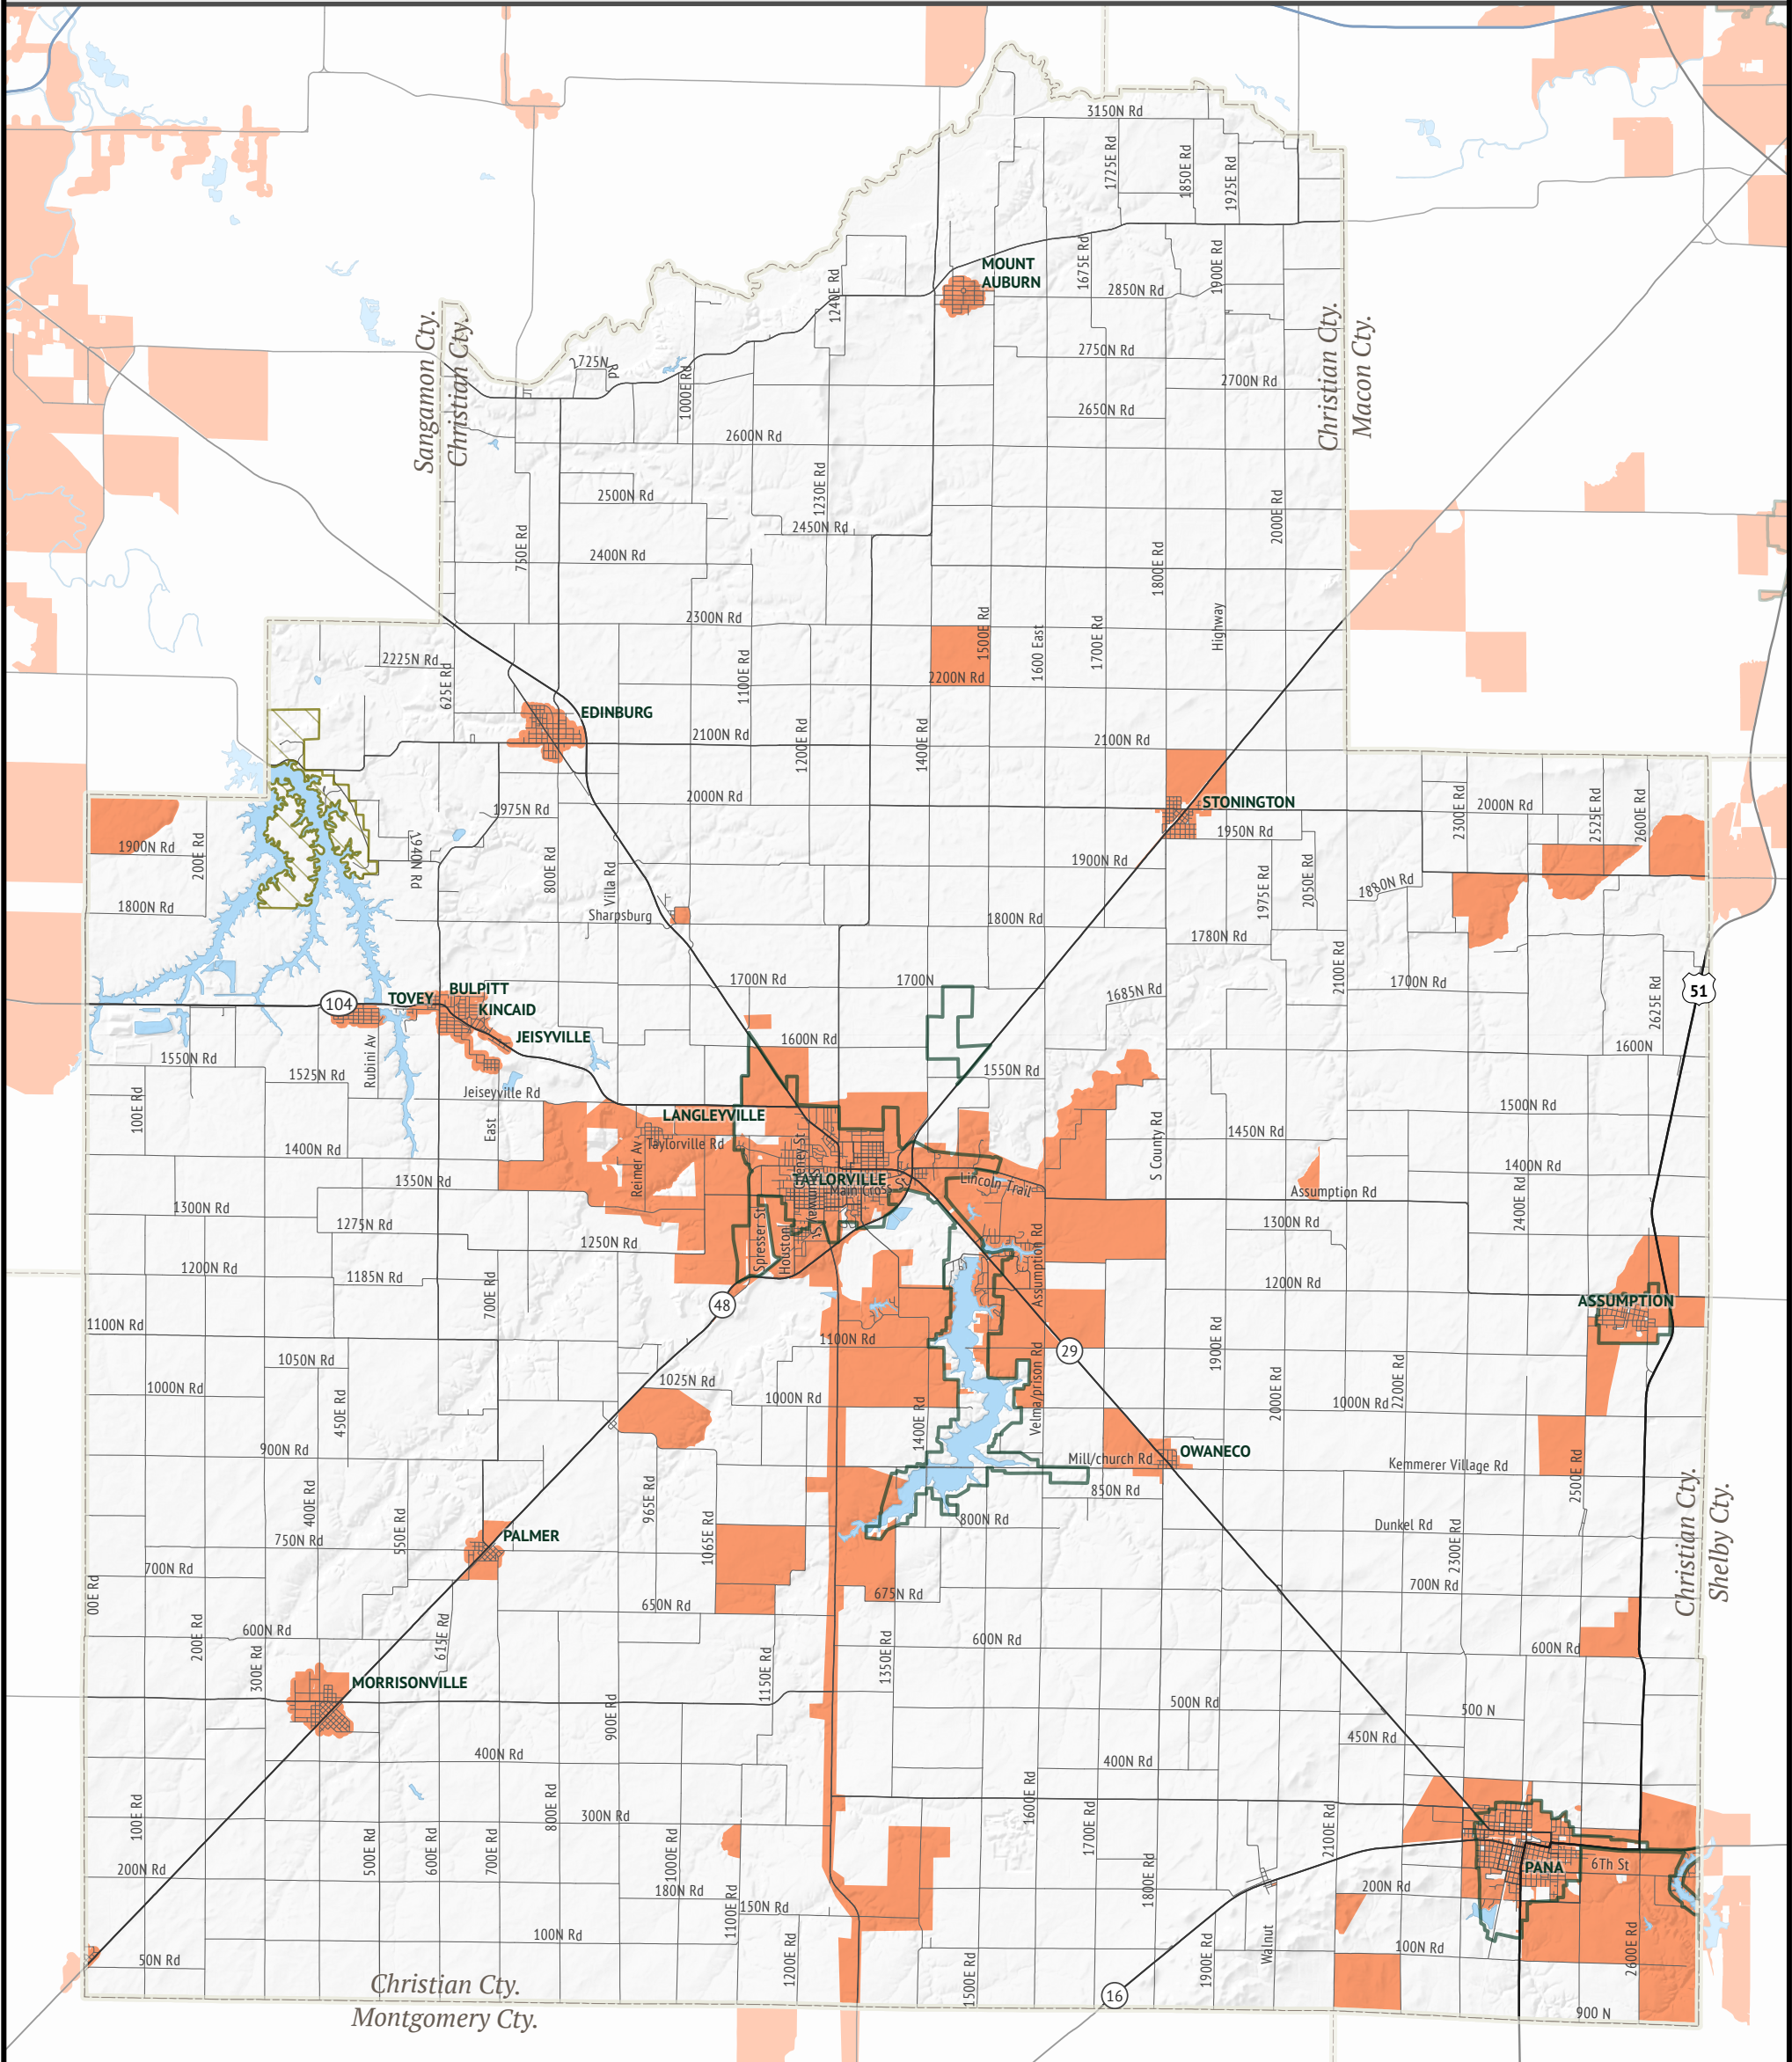 3150N Rd
1725E Rd
1850E Rd
1925E Rd
MOUNT
AUBURN
1675E Rd
1900E Rd
1240E Rd
2850N Rd
Sangamon Cty.
Christian Cty.
Christian Cty.
Macon Cty.
725N Rd
1000E Rd
2750N Rd
2700N Rd
2650N Rd
2600N Rd
2500N Rd
1230E Rd
2450N Rd
2000E Rd
750E Rd
2400N Rd
1800E Rd
2300N Rd
1500E Rd
1600 East
1700E Rd
Highway
2225N Rd
625E Rd
1100E Rd
2200N Rd
EDINBURG
2100N Rd
1200E Rd
1400E Rd
2100N Rd
1975N Rd
2000N Rd
STONINGTON
2300E Rd
2000N Rd
2525E Rd
2600E Rd
1950N Rd
1900N Rd
200E Rd
1940N Rd
800E Rd
Villa Rd
1900N Rd
1975E Rd
2050E Rd
1880N Rd
1800N Rd
Sharpsburg
1800N Rd
1780N Rd
2100E Rd
1700N Rd
1700N
1685N Rd
1700N Rd
2625E Rd
51
104
TOVEY
BULPITT
KINCAID
JEISYVILLE
1550N Rd
Rubini Av
1600N Rd
1600N
1525N Rd
Jeiseyville Rd
1550N Rd
100E Rd
East
LANGLEYVILLE
S County Rd
1500N Rd
Taylorville Rd
1450N Rd
1400N Rd
Reimer Av
TAYLORVILLE
Main Cross St
Lincoln Trail
1400N Rd
1350N Rd
Assumption Rd
1300N Rd
1275N Rd
Spresser St
Houston
1300N Rd
2400E Rd
1250N Rd
1200N Rd
1185N Rd
700E Rd
Assumption Rd
1200N Rd
48
ASSUMPTION
1100N Rd
1100N Rd
29
1900E Rd
1050N Rd
1000N Rd
450E Rd
1025N Rd
1000N Rd
1400E Rd
Velma/prison Rd
2000E Rd
1000N Rd
2200E Rd
900N Rd
Mill/church Rd
OWANECO
Kemmerer Village Rd
2500E Rd
400E Rd
550E Rd
965E Rd
1065E Rd
850N Rd
800N Rd
Dunkel Rd
2300E Rd
Christian Cty.
Shelby Cty.
PALMER
750N Rd
700N Rd
00E Rd
675N Rd
700N Rd
650N Rd
200E Rd
600N Rd
300E Rd
615E Rd
1150E Rd
1350E Rd
600N Rd
600N Rd
MORRISONVILLE
900E Rd
500N Rd
500 N
450N Rd
400N Rd
400N Rd
100E Rd
800E Rd
300N Rd
1600E Rd
1700E Rd
2100E Rd
500E Rd
600E Rd
700E Rd
1000E Rd
200N Rd
PANA
6Th St
180N Rd
1100E Rd
150N Rd
1800E Rd
200N Rd
100N Rd
1200E Rd
1500E Rd
1900E Rd
Walnut
100N Rd
2600E Rd
50N Rd
Christian Cty.
Montgomery Cty.
16
900 N